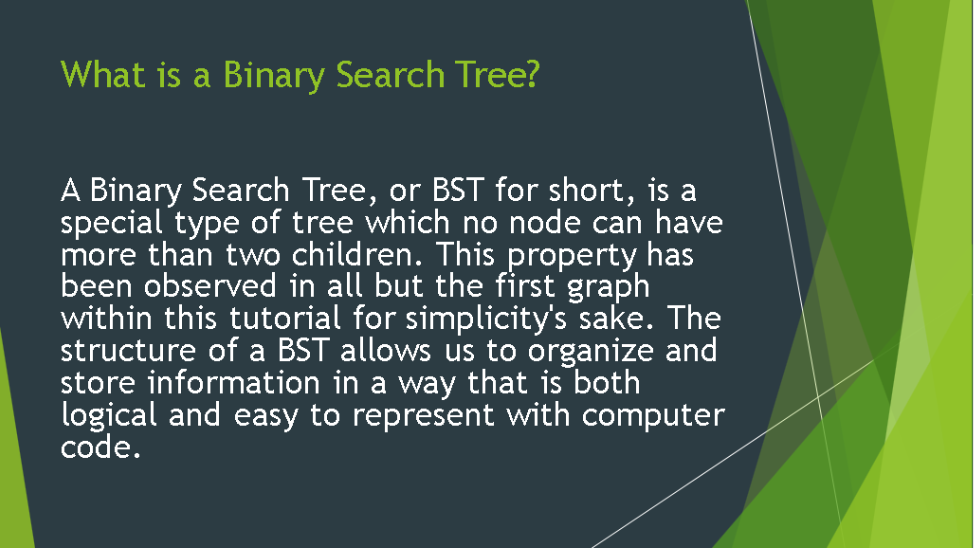 What is a Binary Search Tree?
A Binary Search Tree, or BST for short, is a
special type of tree which no node can have
more than two children. This property has
been observed in all but the first graph
within this tutorial for simplicity's sake. The
structure of a BST allows us to organize and
store information in a way that is both
logical and easy to represent with computer
code.